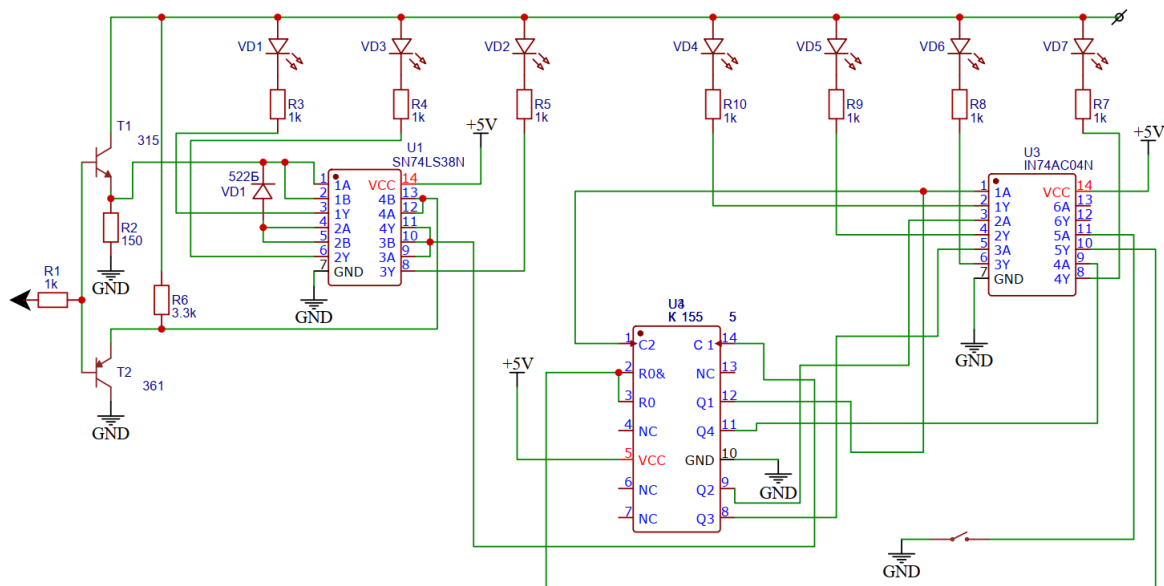 VD1
VD3
VD2
VD4
VD5
VD6
VD7
R3
1k
R4
1k
R5
1k
R10
1k
R9
1k
R8
1k
R7
1k
T1
315
+5V
+5V
U1
SN74LS38N
U3
IN74AC04N
522Б
VD1
1 1A
2 1B
3 1Y
4 2A
5 2B
6 2Y
7 GND
VCC 14
4B 13
4A 12
4Y 11
3B 10
3A 9
3Y 8
1 1A
2 1Y
3 2A
4 2Y
5 3A
6 3Y
7 GND
VCC 14
6A 13
6Y 12
5A 11
5Y 10
4A 9
4Y 8
R2
150
GND
R1
1k
R6
3.3k
GND
GND
T2
361
GND
+5V
K 155 5
1 C2
2 R0&
3 R0
4 NC
5 VCC
6 NC
7 NC
C 1 14
NC 13
Q1 12
Q4 11
GND 10
Q2 9
Q3 8
GND
GND